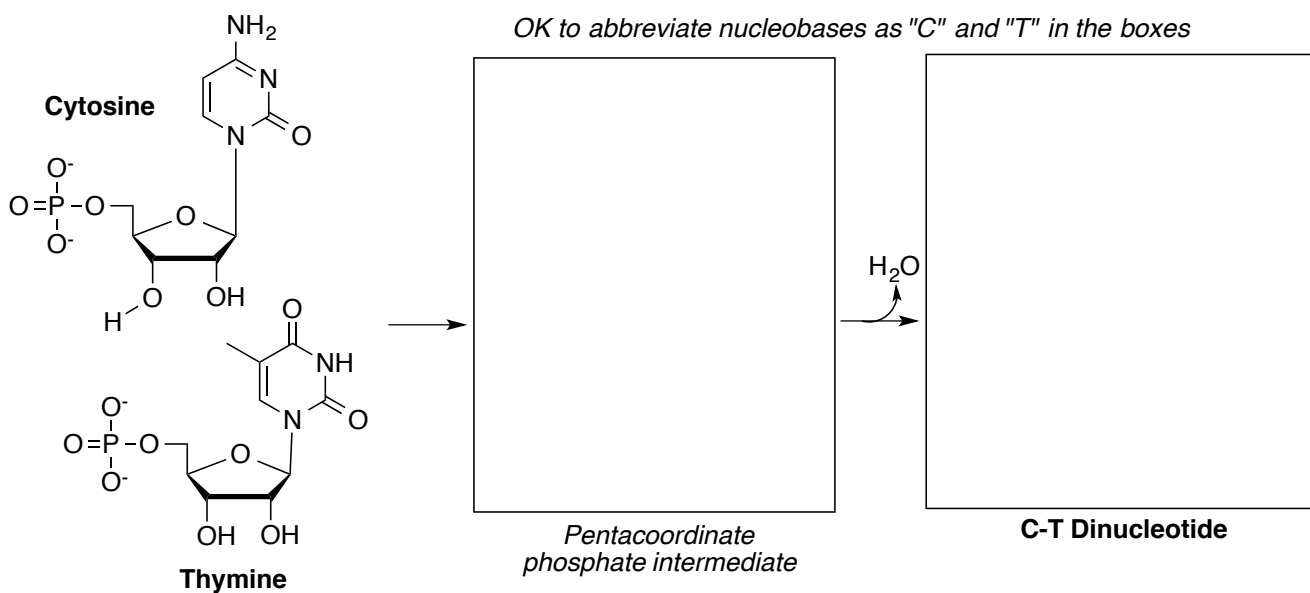 OK to abbreviate nucleobases as "C" and "T" in the boxes
NH₂
Cytosine
N
N
O
O⁻
O=P-O
O⁻
O
O
H
OH
H₂O
O
NH
N
O
O⁻
O=P-O
O⁻
O
OH
OH
Thymine
Pentacoordinate
phosphate intermediate
C-T Dinucleotide